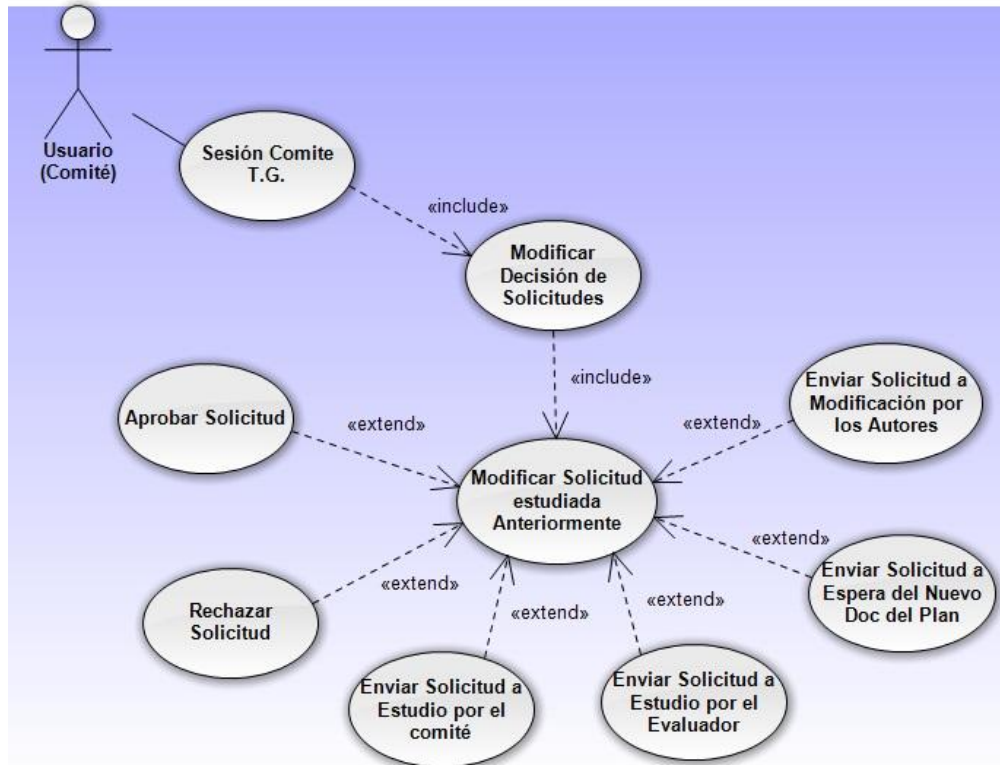 Usuario
(Comité)
Sesión Comite
T.G.
«include»
Modificar
Decisión de
Solicitudes
«include»
Aprobar Solicitud
«extend»
Enviar Solicitud a
Modificación por
los Autores
«extend»
Modificar Solicitud
estudiada
Anteriormente
«extend»
Enviar Solicitud a
Espera del Nuevo
Doc del Plan
Rechazar
Solicitud
«extend»
«extend»
«extend»
Enviar Solicitud a
Estudio por el
comité
Enviar Solicitud a
Estudio por el
Evaluador